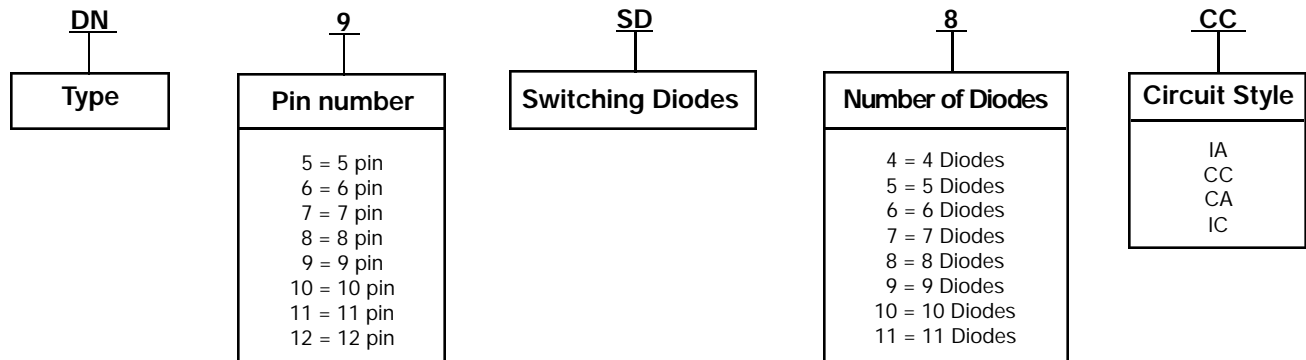 DN 9 SD 8 CC
Type
Pin number
5 = 5 pin
6 = 6 pin
7 = 7 pin
8 = 8 pin
9 = 9 pin
10 = 10 pin
11 = 11 pin
12 = 12 pin
Switching Diodes
Number of Diodes
4 = 4 Diodes
5 = 5 Diodes
6 = 6 Diodes
7 = 7 Diodes
8 = 8 Diodes
9 = 9 Diodes
10 = 10 Diodes
11 = 11 Diodes
Circuit Style
IA
CC
CA
IC